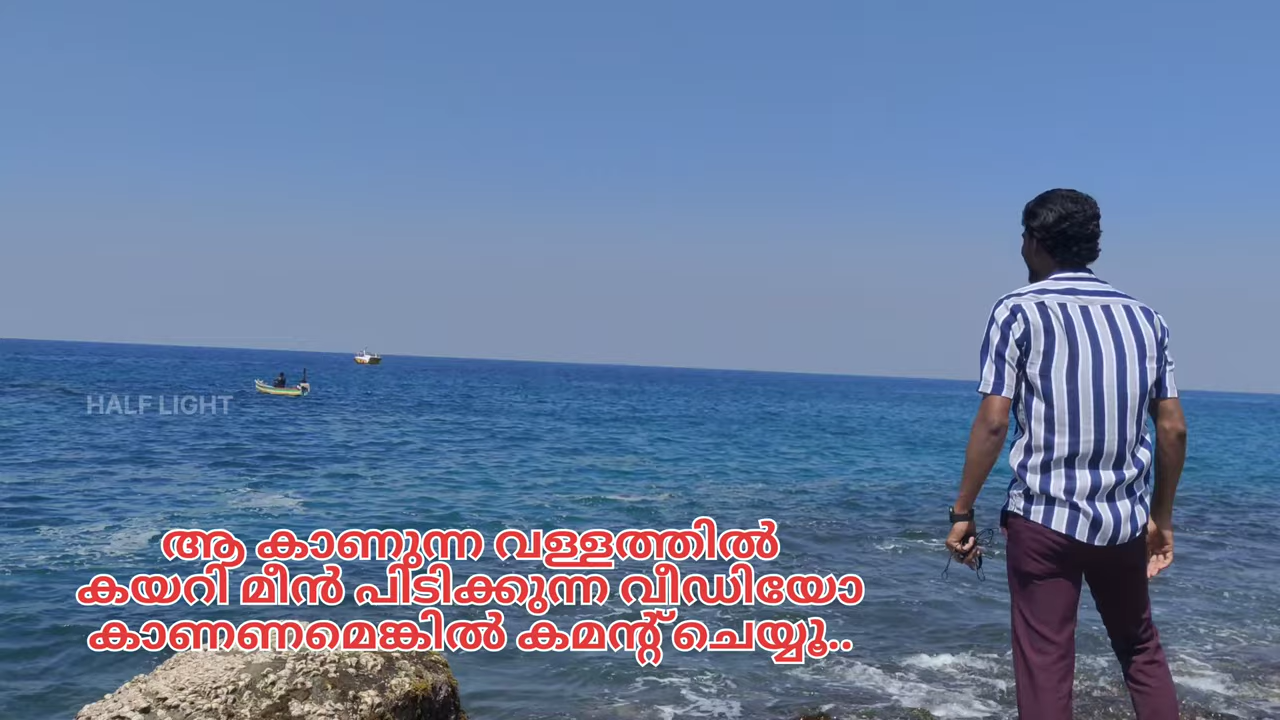 HALF LIGHT
ആ കാണുന്ന വള്ളത്തിൽ
കയറി മീൻ പിടിക്കുന്ന വീഡിയോ
കാണണമെങ്കിൽ കമന്റ് ചെയ്യൂ..